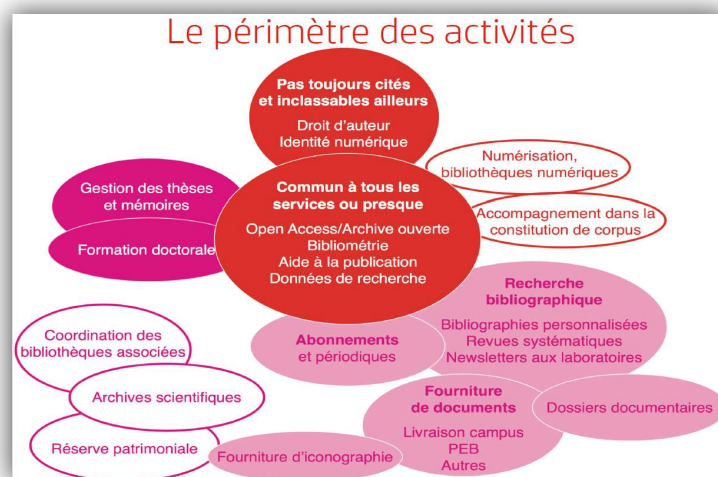 Le périmètre des activités
Pas toujours cités
et inclassables ailleurs
Droit d'auteur
Identité numérique
Numérisation,
bibliothèques numériques
Gestion des thèses
et mémoires
Commun à tous les
services ou presque
Open Access/Archive ouverte
Bibliométrie
Aide à la publication
Données de recherche
Accompagnement dans la
constitution de corpus
Formation doctorale
Recherche
bibliographique
Bibliographies personnalisées
Revues systématiques
Newsletters aux laboratoires
Coordination des
bibliothèques associées
Abonnements
et périodiques
Archives scientifiques
Fourniture
de documents
Livraison campus
PEB
Autres
Dossiers documentaires
Réserve patrimoniale
Fourniture d'iconographie